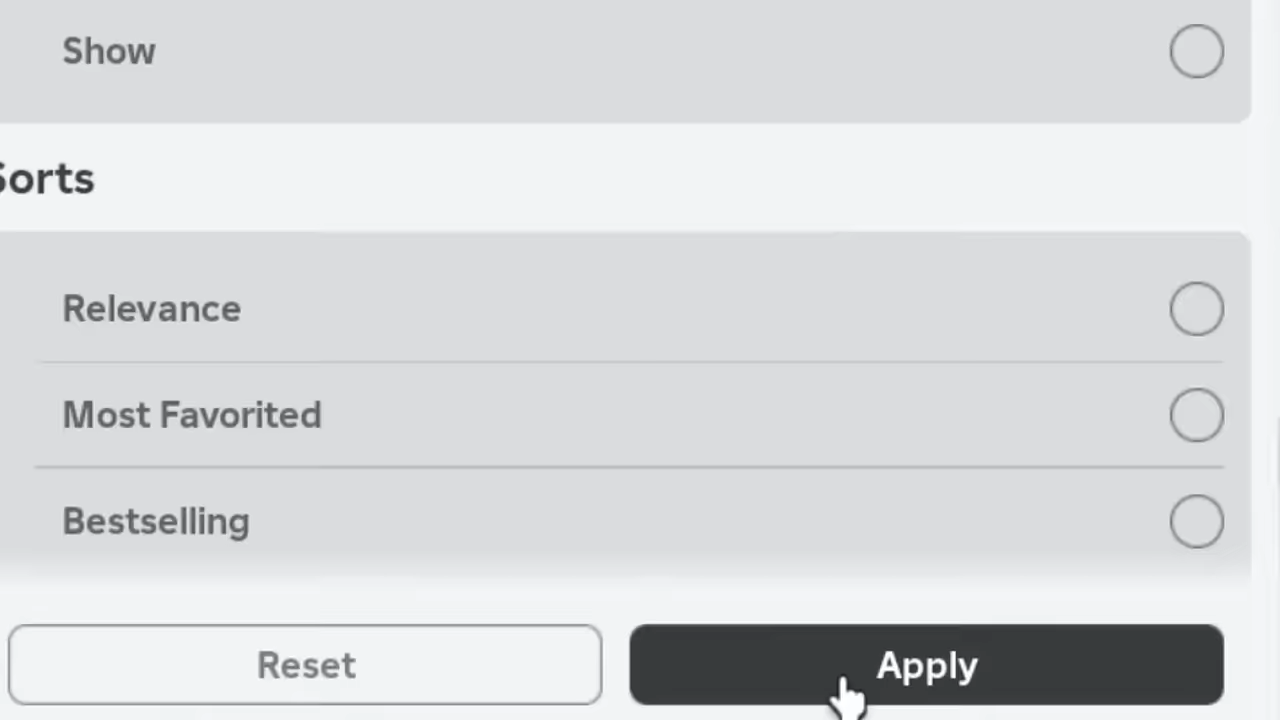 Show
Sorts
Relevance
Most Favorited
Bestselling
Reset
Apply